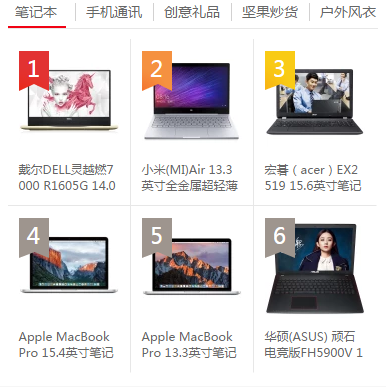 笔记本 手机通讯 创意礼品 坚果炒货 户外风衣
1 2 3
戴尔DELL灵越燃7
000 R1605G 14.0
小米(MI)Air 13.3
英寸全金属超轻薄
宏碁（acer）EX2
519 15.6英寸笔记
4 5 6
Apple MacBook
Pro 15.4英寸笔记
Apple MacBook
Pro 13.3英寸笔记
华硕(ASUS) 顽石
电竞版FH5900V 1